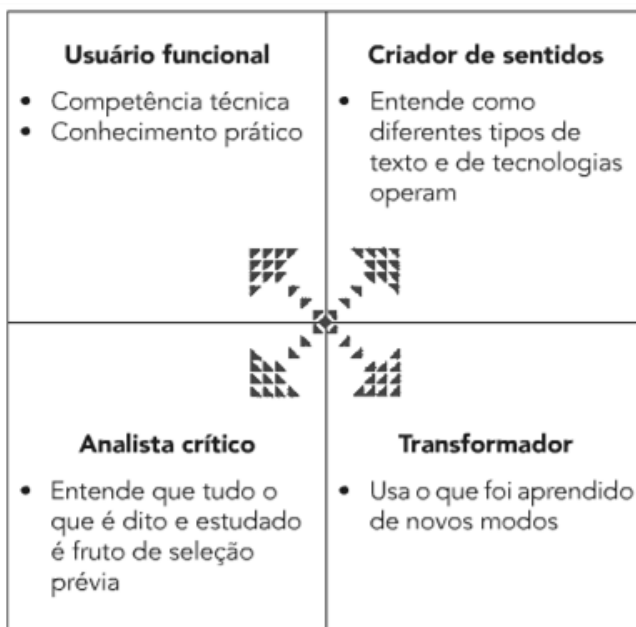 Usuário funcional
• Competência técnica
• Conhecimento prático
Criador de sentidos
• Entende como
diferentes tipos de
texto e de tecnologias
operam
Analista crítico
• Entende que tudo o
que é dito e estudado
é fruto de seleção
prévia
Transformador
• Usa o que foi aprendido
de novos modos